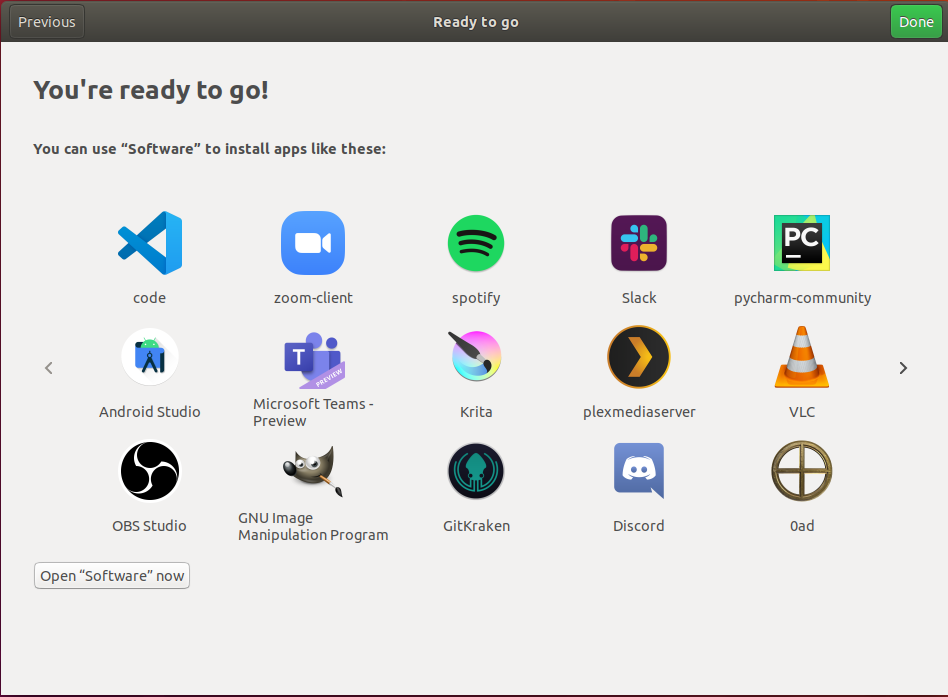 Previous
Ready to go
Done
You're ready to go!
You can use “Software” to install apps like these:
PC
code
zoom-client
spotify
Slack
pycharm-community
T
PREVIEW
Android Studio
Microsoft Teams -
Preview
Krita
plexmediaserver
VLC
OBS Studio
GNU Image
Manipulation Program
GitKraken
Discord
0ad
Open “Software” now